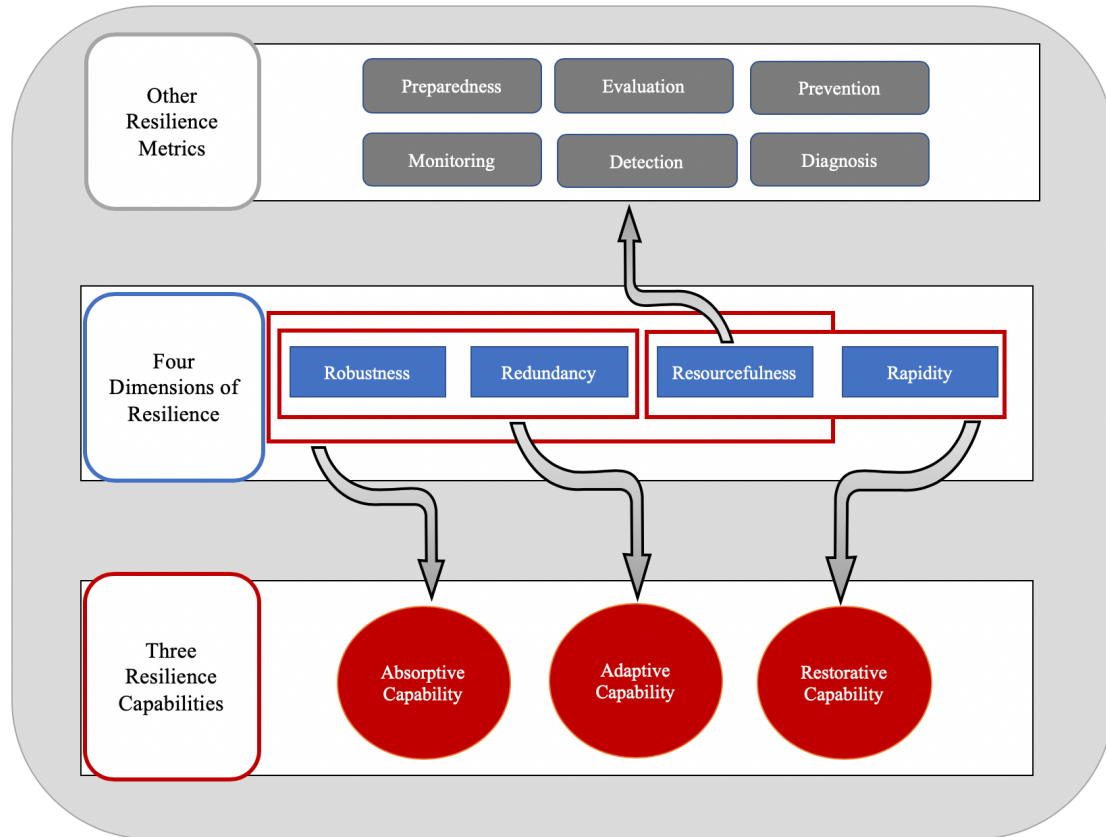 Other
Resilience
Metrics
Preparedness
Evaluation
Prevention
Monitoring
Detection
Diagnosis
Four
Dimensions of
Resilience
Robustness
Redundancy
Resourcefulness
Rapidity
Three
Resilience
Capabilities
Absorptive
Capability
Adaptive
Capability
Restorative
Capability